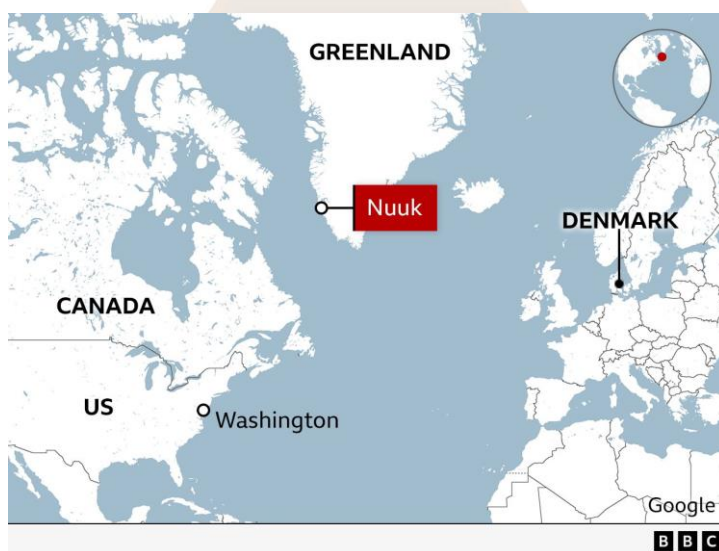 GREENLAND
Nuuk
DENMARK
CANADA
US
Washington
Google
BBC